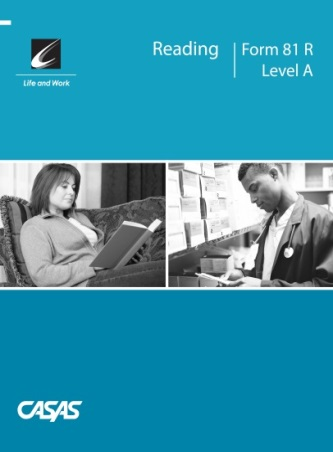 Reading
Form 81 R
Level A
Life and Work
CASAS